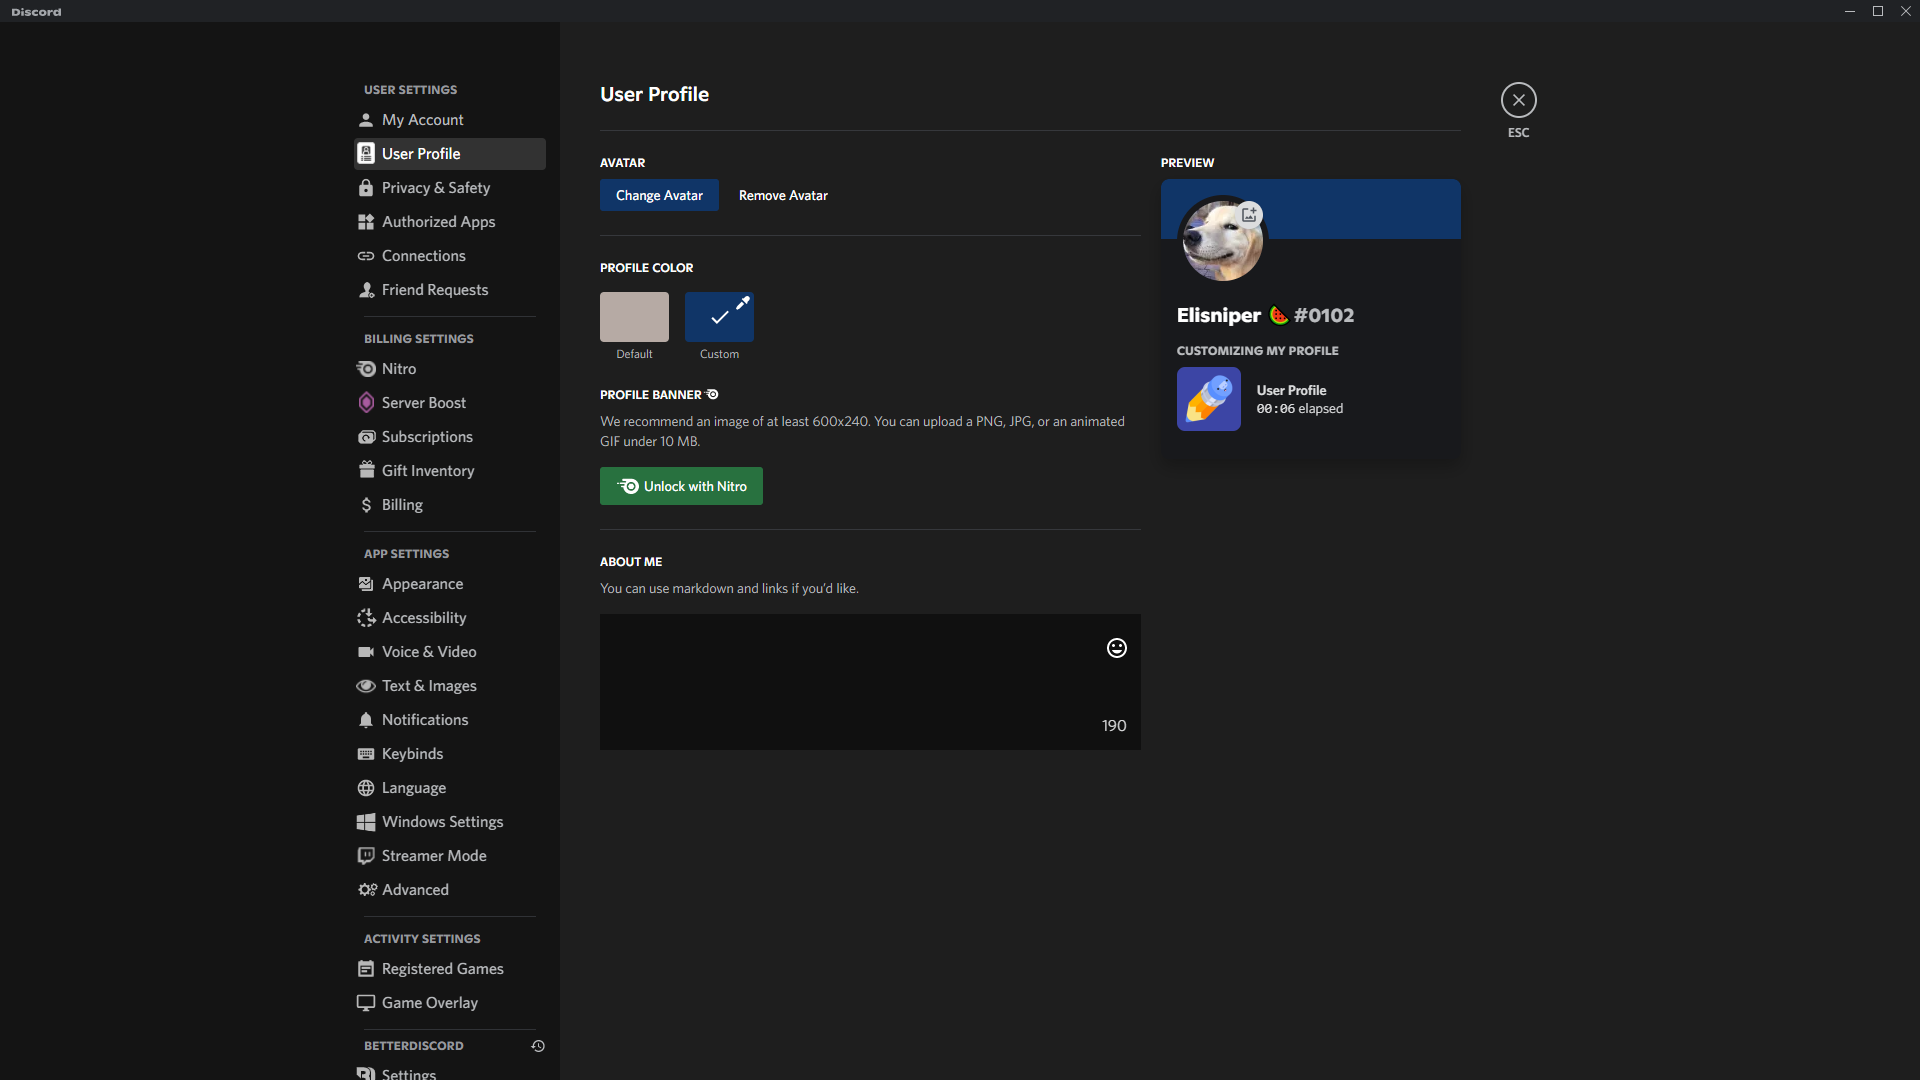 Discord
USER SETTINGS
My Account
User Profile
Privacy & Safety
Authorized Apps
Connections
Friend Requests
BILLING SETTINGS
Nitro
Server Boost
Subscriptions
Gift Inventory
Billing
APP SETTINGS
Appearance
Accessibility
Voice & Video
Text & Images
Notifications
Keybinds
Language
Windows Settings
Streamer Mode
Advanced
ACTIVITY SETTINGS
Registered Games
Game Overlay
BETTERDISCORD
Settings
User Profile
AVATAR
Change Avatar
Remove Avatar
PROFILE COLOR
Default
Custom
PROFILE BANNER
We recommend an image of at least 600x240. You can upload a PNG, JPG, or an animated
GIF under 10 MB.
Unlock with Nitro
ABOUT ME
You can use markdown and links if you'd like.
190
PREVIEW
Elisniper 🍉 #0102
CUSTOMIZING MY PROFILE
User Profile
00:06 elapsed
ESC